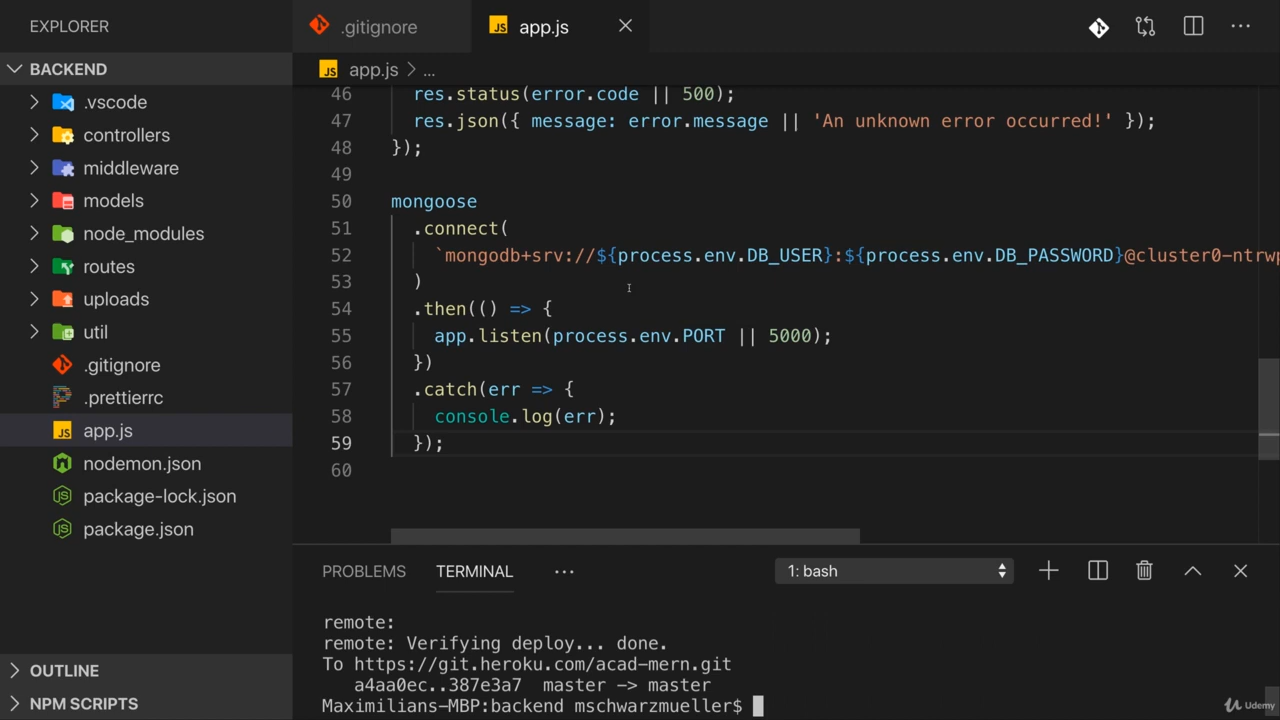 EXPLORER
.gitignore
app.js
BACKEND
app.js > ...
.vscode
controllers
middleware
models
node_modules
routes
uploads
util
.gitignore
.prettierrc
app.js
nodemon.json
package-lock.json
package.json
OUTLINE
NPM SCRIPTS
46 res.status(error.code || 500);
47 res.json({ message: error.message || 'An unknown error occurred!' });
48 });
49
50 mongoose
51 .connect(
52 `mongodb+srv://${process.env.DB_USER}:${process.env.DB_PASSWORD}@cluster0-ntrwp
53 )
54 .then(() => {
55 app.listen(process.env.PORT || 5000);
56 })
57 .catch(err => {
58 console.log(err);
59 });
60
PROBLEMS TERMINAL ... 1: bash
remote:
remote: Verifying deploy... done.
To https://git.heroku.com/acad-mern.git
a4aa0ec..387e3a7 master -> master
Maximilians-MBP:backend mschwarzmueller$
Udemy